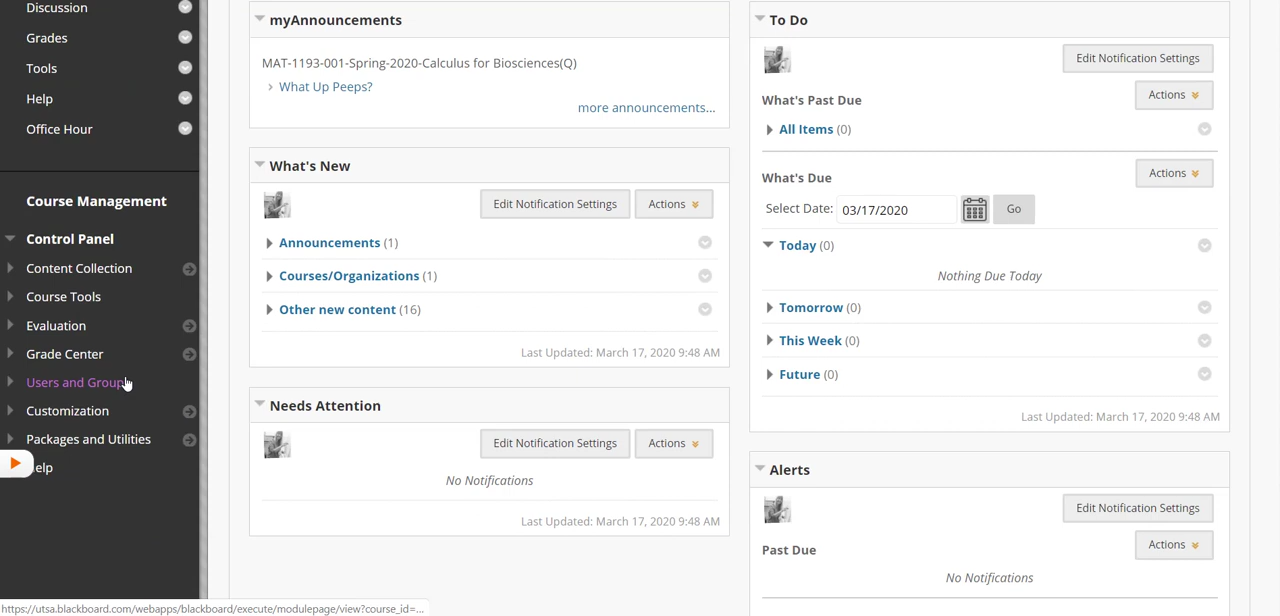 Discussion
Grades
Tools
Help
Office Hour
Course Management
Control Panel
Content Collection
Course Tools
Evaluation
Grade Center
Users and Group
Customization
Packages and Utilities
elp
myAnnouncements
MAT-1193-001-Spring-2020-Calculus for Biosciences(Q)
What Up Peeps?
more announcements...
What's New
Edit Notification Settings
Actions
Announcements (1)
Courses/Organizations (1)
Other new content (16)
Last Updated: March 17, 2020 9:48 AM
Needs Attention
Edit Notification Settings
Actions
No Notifications
Last Updated: March 17, 2020 9:48 AM
To Do
Edit Notification Settings
What's Past Due
Actions
All Items (0)
What's Due
Actions
Select Date: 03/17/2020 Go
Today (0)
Nothing Due Today
Tomorrow (0)
This Week (0)
Future (0)
Last Updated: March 17, 2020 9:48 AM
Alerts
Edit Notification Settings
Past Due
Actions
No Notifications
https://utsa.blackboard.com/webapps/blackboard/execute/modulepage/view?course_id=...